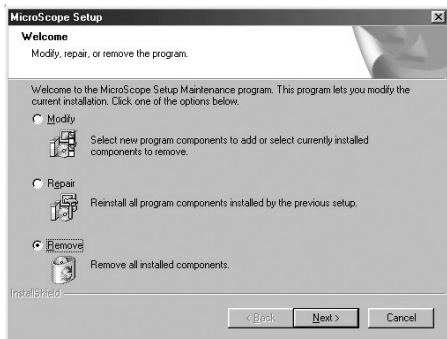 MicroScope Setup
Welcome
Modify, repair, or remove the program.
Welcome to the MicroScope Setup Maintenance program. This program lets you modify the
current installation. Click one of the options below.
Modify
Select new program components to add or select currently installed
components to remove.
Repair
Reinstall all program components installed by the previous setup.
Remove
Remove all installed components.
InstallShield
< Back
Next >
Cancel